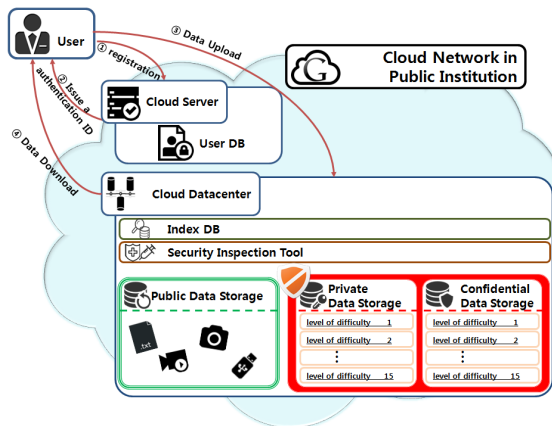 User
③ Data Upload
① registration
② Issue a
authentication ID
④ Data Download
G
Cloud Network in
Public Institution
Cloud Server
User DB
Cloud Datacenter
Index DB
Security Inspection Tool
Public Data Storage
.txt
Private
Data Storage
level of difficulty 1
level of difficulty 2
⋮
level of difficulty 15
Confidential
Data Storage
level of difficulty 1
level of difficulty 2
⋮
level of difficulty 15